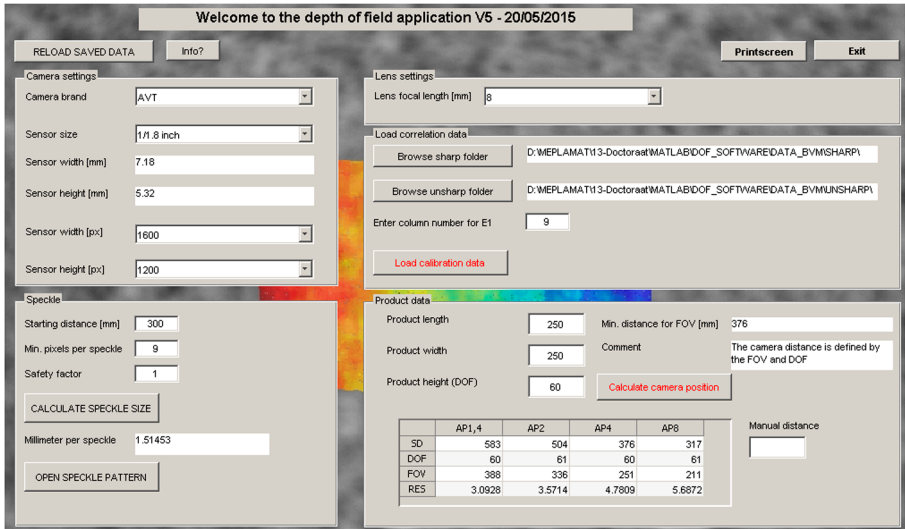 Welcome to the depth of field application V5 - 20/05/2015
RELOAD SAVED DATA
Info?
Printscreen
Exit
Camera settings
Camera brand
AVT
Sensor size
1/1.8 inch
Sensor width [mm]
7.18
Sensor height [mm]
5.32
Sensor width [px]
1600
Sensor height [px]
1200
Lens settings
Lens focal length [mm]
8
Load correlation data
Browse sharp folder
D:\MEPLAMAT\13-Doctoraat\MATLAB\DOF_SOFTWARE\DATA_BVM\SHARP\
Browse unsharp folder
D:\MEPLAMAT\13-Doctoraat\MATLAB\DOF_SOFTWARE\DATA_BVM\UNSHARP\
Enter column number for E1
9
Load calibration data
Speckle
Starting distance [mm]
300
Min. pixels per speckle
9
Safety factor
1
CALCULATE SPECKLE SIZE
Millimeter per speckle
1.51453
OPEN SPECKLE PATTERN
Product data
Product length
250
Min. distance for FOV [mm]
376
Product width
250
Comment
The camera distance is defined by
the FOV and DOF
Product height (DOF)
60
Calculate camera position
AP1,4 AP2 AP4 AP8
SD 583 504 376 317
DOF 60 61 60 61
FOV 388 336 251 211
RES 3.0928 3.5714 4.7809 5.6872
Manual distance